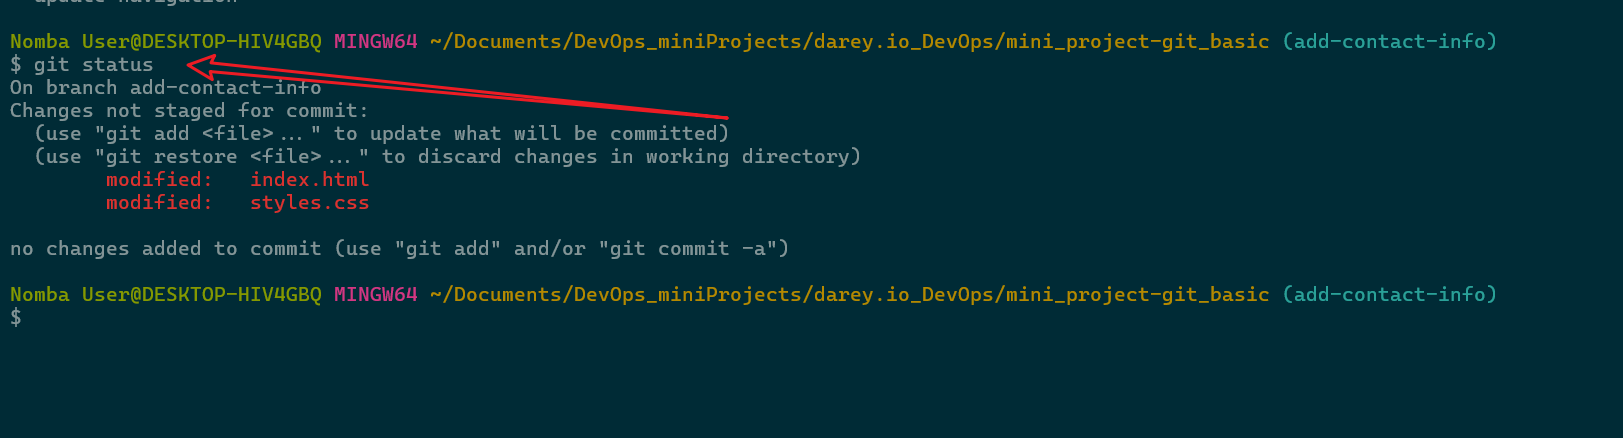 update navigation
Nomba User@DESKTOP-HIV4GBQ MINGW64 ~/Documents/DevOps_miniProjects/darey.io_DevOps/mini_project-git_basic (add-contact-info)
$ git status
On branch add-contact-info
Changes not staged for commit:
  (use "git add <file>..." to update what will be committed)
  (use "git restore <file>..." to discard changes in working directory)
        modified:   index.html
        modified:   styles.css
no changes added to commit (use "git add" and/or "git commit -a")
Nomba User@DESKTOP-HIV4GBQ MINGW64 ~/Documents/DevOps_miniProjects/darey.io_DevOps/mini_project-git_basic (add-contact-info)
$